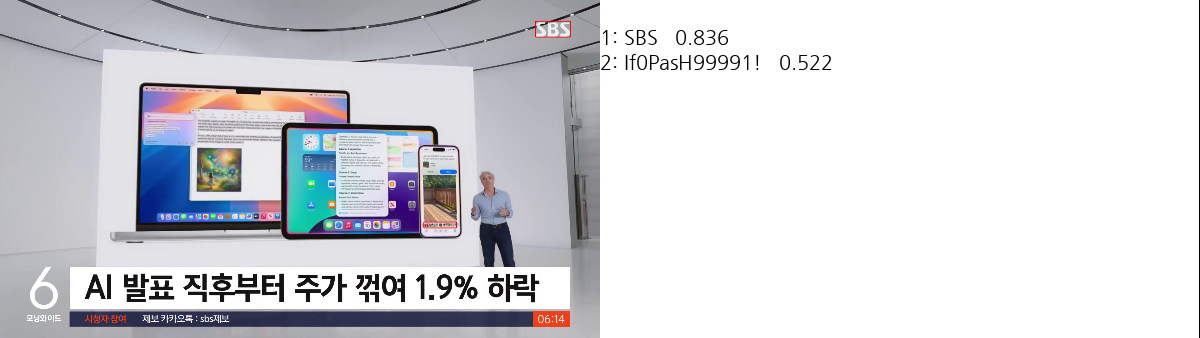 SBS
1: SBS 0.836
2: If0PasH99991! 0.522
AI 발표 직후부터 주가 꺾여 1.9% 하락
6
모닝와이드
시청자 참여
제보 카카오톡 : sbs제보
06:14